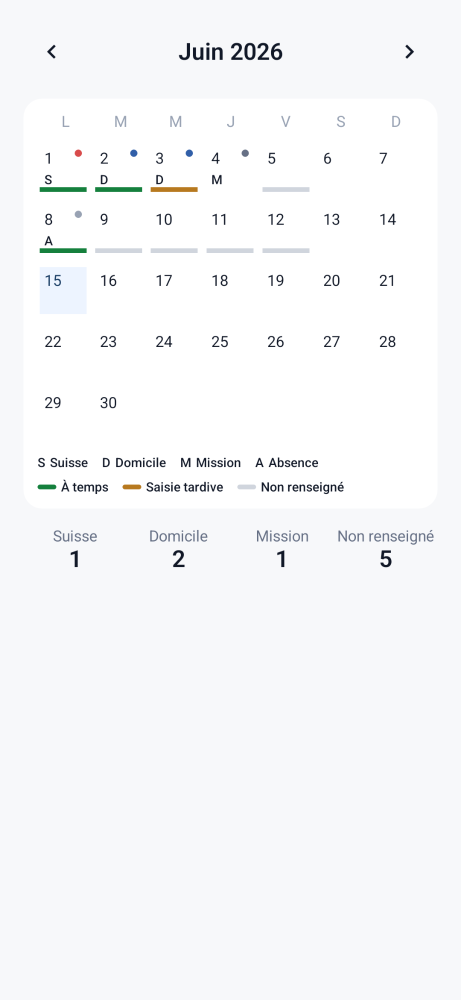 Juin 2026
L M M J V S D
1 2 3 4 5 6 7
S D D M
8 9 10 11 12 13 14
A
15 16 17 18 19 20 21
22 23 24 25 26 27 28
29 30
S Suisse D Domicile M Mission A Absence
À temps Saisie tardive Non renseigné
Suisse Domicile Mission Non renseigné
1 2 1 5